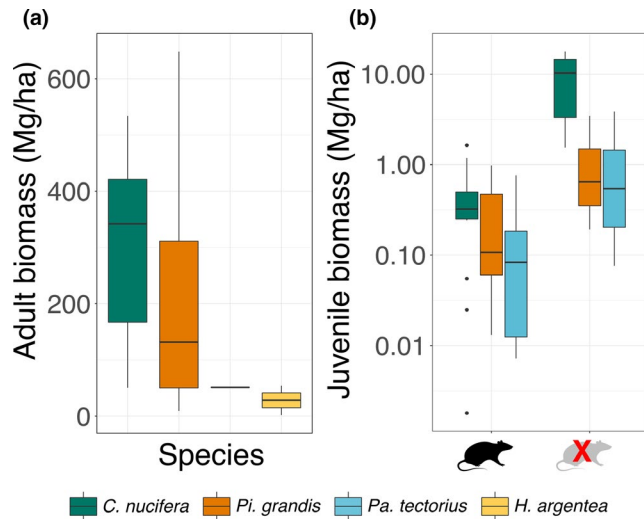 (a)
(b)
Adult biomass (Mg/ha)
600
400
200
0
Species
Juvenile biomass (Mg/ha)
10.00
1.00
0.10
0.01
X
C. nucifera
Pi. grandis
Pa. tectorius
H. argentea